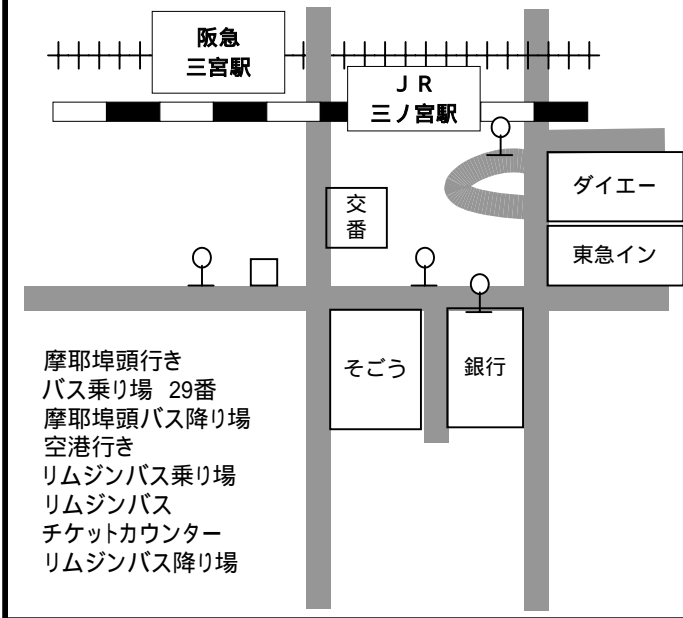 阪急
三宮駅
ＪＲ
三ノ宮駅
交
番
ダイエー
東急イン
そごう
銀行
摩耶埠頭行き
バス乗り場 29番
摩耶埠頭バス降り場
空港行き
リムジンバス乗り場
リムジンバス
チケットカウンター
リムジンバス降り場